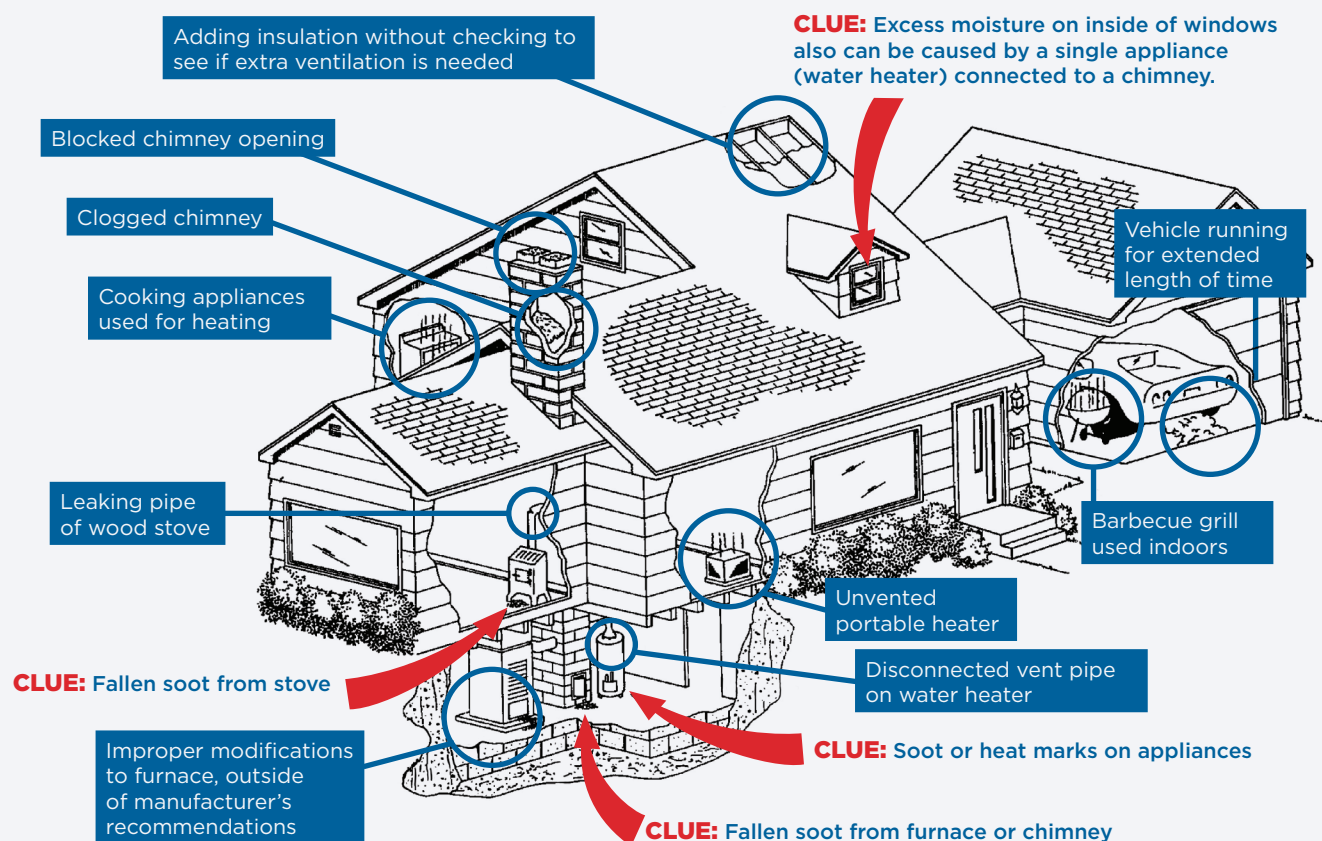 Adding insulation without checking to
see if extra ventilation is needed
CLUE: Excess moisture on inside of windows
also can be caused by a single appliance
(water heater) connected to a chimney.
Blocked chimney opening
Clogged chimney
Cooking appliances
used for heating
Vehicle running
for extended
length of time
Leaking pipe
of wood stove
Barbecue grill
used indoors
Unvented
portable heater
Disconnected vent pipe
on water heater
CLUE: Fallen soot from stove
Improper modifications
to furnace, outside
of manufacturer’s
recommendations
CLUE: Soot or heat marks on appliances
CLUE: Fallen soot from furnace or chimney